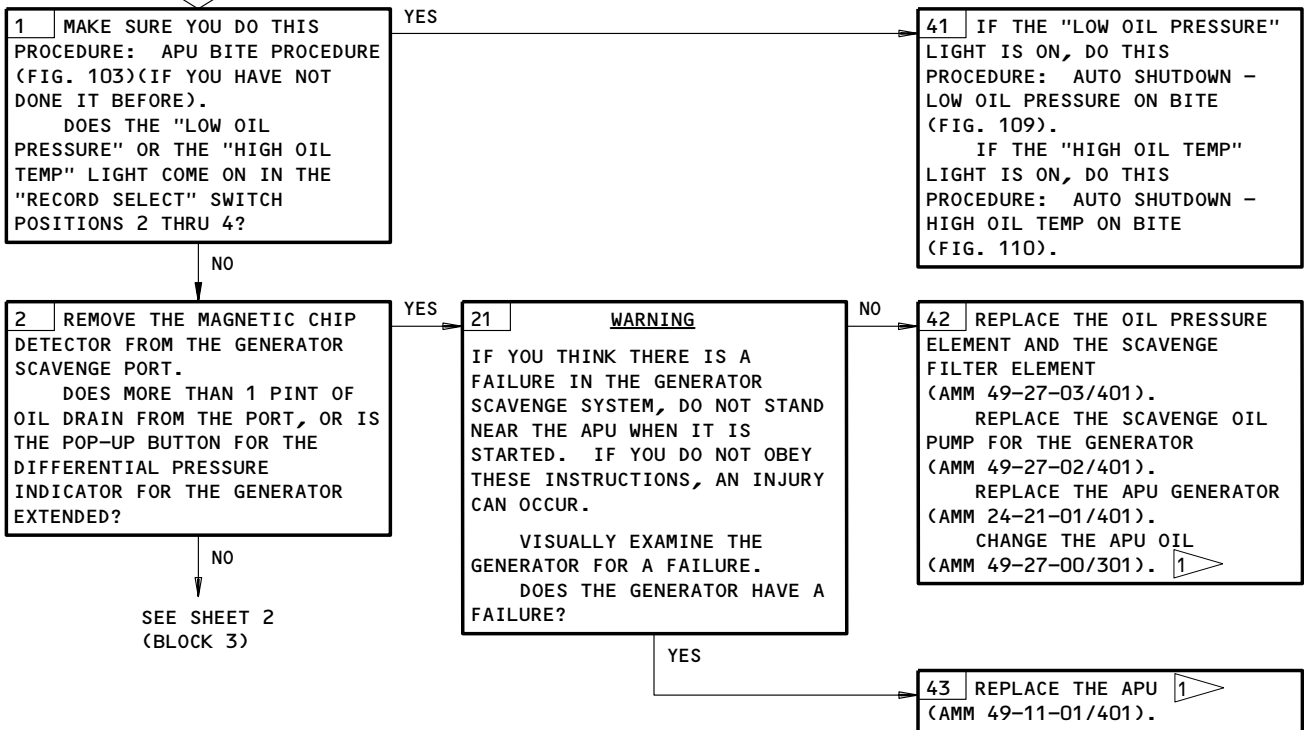 YES
1 MAKE SURE YOU DO THIS
PROCEDURE: APU BITE PROCEDURE
(FIG. 103)(IF YOU HAVE NOT
DONE IT BEFORE).
DOES THE "LOW OIL
PRESSURE" OR THE "HIGH OIL
TEMP" LIGHT COME ON IN THE
"RECORD SELECT" SWITCH
POSITIONS 2 THRU 4?
41 IF THE "LOW OIL PRESSURE"
LIGHT IS ON, DO THIS
PROCEDURE: AUTO SHUTDOWN -
LOW OIL PRESSURE ON BITE
(FIG. 109).
IF THE "HIGH OIL TEMP"
LIGHT IS ON, DO THIS
PROCEDURE: AUTO SHUTDOWN -
HIGH OIL TEMP ON BITE
(FIG. 110).
NO
2 REMOVE THE MAGNETIC CHIP
DETECTOR FROM THE GENERATOR
SCAVENGE PORT.
DOES MORE THAN 1 PINT OF
OIL DRAIN FROM THE PORT, OR IS
THE POP-UP BUTTON FOR THE
DIFFERENTIAL PRESSURE
INDICATOR FOR THE GENERATOR
EXTENDED?
YES
21 WARNING
IF YOU THINK THERE IS A
FAILURE IN THE GENERATOR
SCAVENGE SYSTEM, DO NOT STAND
NEAR THE APU WHEN IT IS
STARTED. IF YOU DO NOT OBEY
THESE INSTRUCTIONS, AN INJURY
CAN OCCUR.
VISUALLY EXAMINE THE
GENERATOR FOR A FAILURE.
DOES THE GENERATOR HAVE A
FAILURE?
NO
42 REPLACE THE OIL PRESSURE
ELEMENT AND THE SCAVENGE
FILTER ELEMENT
(AMM 49-27-03/401).
REPLACE THE SCAVENGE OIL
PUMP FOR THE GENERATOR
(AMM 49-27-02/401).
REPLACE THE APU GENERATOR
(AMM 24-21-01/401).
CHANGE THE APU OIL
(AMM 49-27-00/301). 1
NO
SEE SHEET 2
(BLOCK 3)
YES
43 REPLACE THE APU 1
(AMM 49-11-01/401).